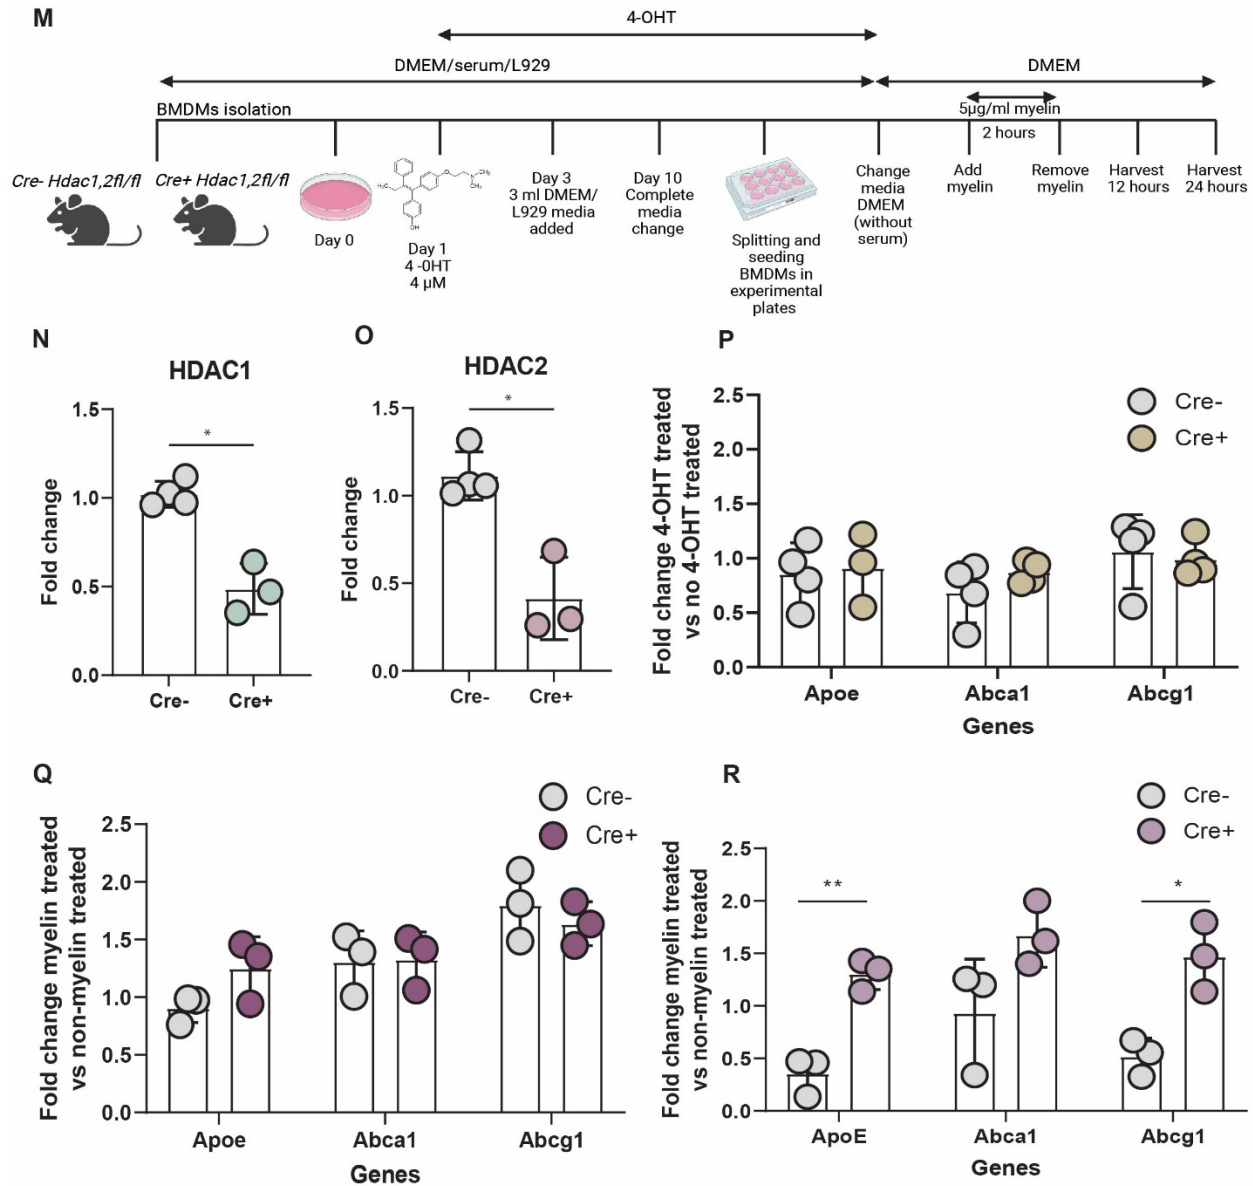 M
4-OHT
DMEM/serum/L929
DMEM
BMDMs isolation
5µg/ml myelin
2 hours
Cre- Hdac1,2fl/fl
Cre+ Hdac1,2fl/fl
Day 0
H₃C
CH₃
CH₃
OH
Day 1
4 -0HT
4 µM
Day 3
3 ml DMEM/
L929 media
added
Day 10
Complete
media
change
Splitting and
seeding
BMDMs in
experimental
plates
Change
media
DMEM
(without
serum)
Add
myelin
Remove
myelin
Harvest
12 hours
Harvest
24 hours
N
HDAC1
Fold change
1.5
1.0
0.5
0.0
*
Cre-
Cre+
O
HDAC2
Fold change
1.5
1.0
0.5
0.0
*
Cre-
Cre+
P
Fold change 4-OHT treated
vs no 4-OHT treated
2.5
2.0
1.5
1.0
0.5
0.0
Cre-
Cre+
Apoe
Abca1
Abcg1
Genes
Q
Fold change myelin treated
vs non-myelin treated
2.5
2.0
1.5
1.0
0.5
0.0
Cre-
Cre+
Apoe
Abca1
Abcg1
Genes
R
Fold change myelin treated
vs non-myelin treated
2.5
2.0
1.5
1.0
0.5
0.0
Cre-
Cre+
**
*
ApoE
Abca1
Abcg1
Genes